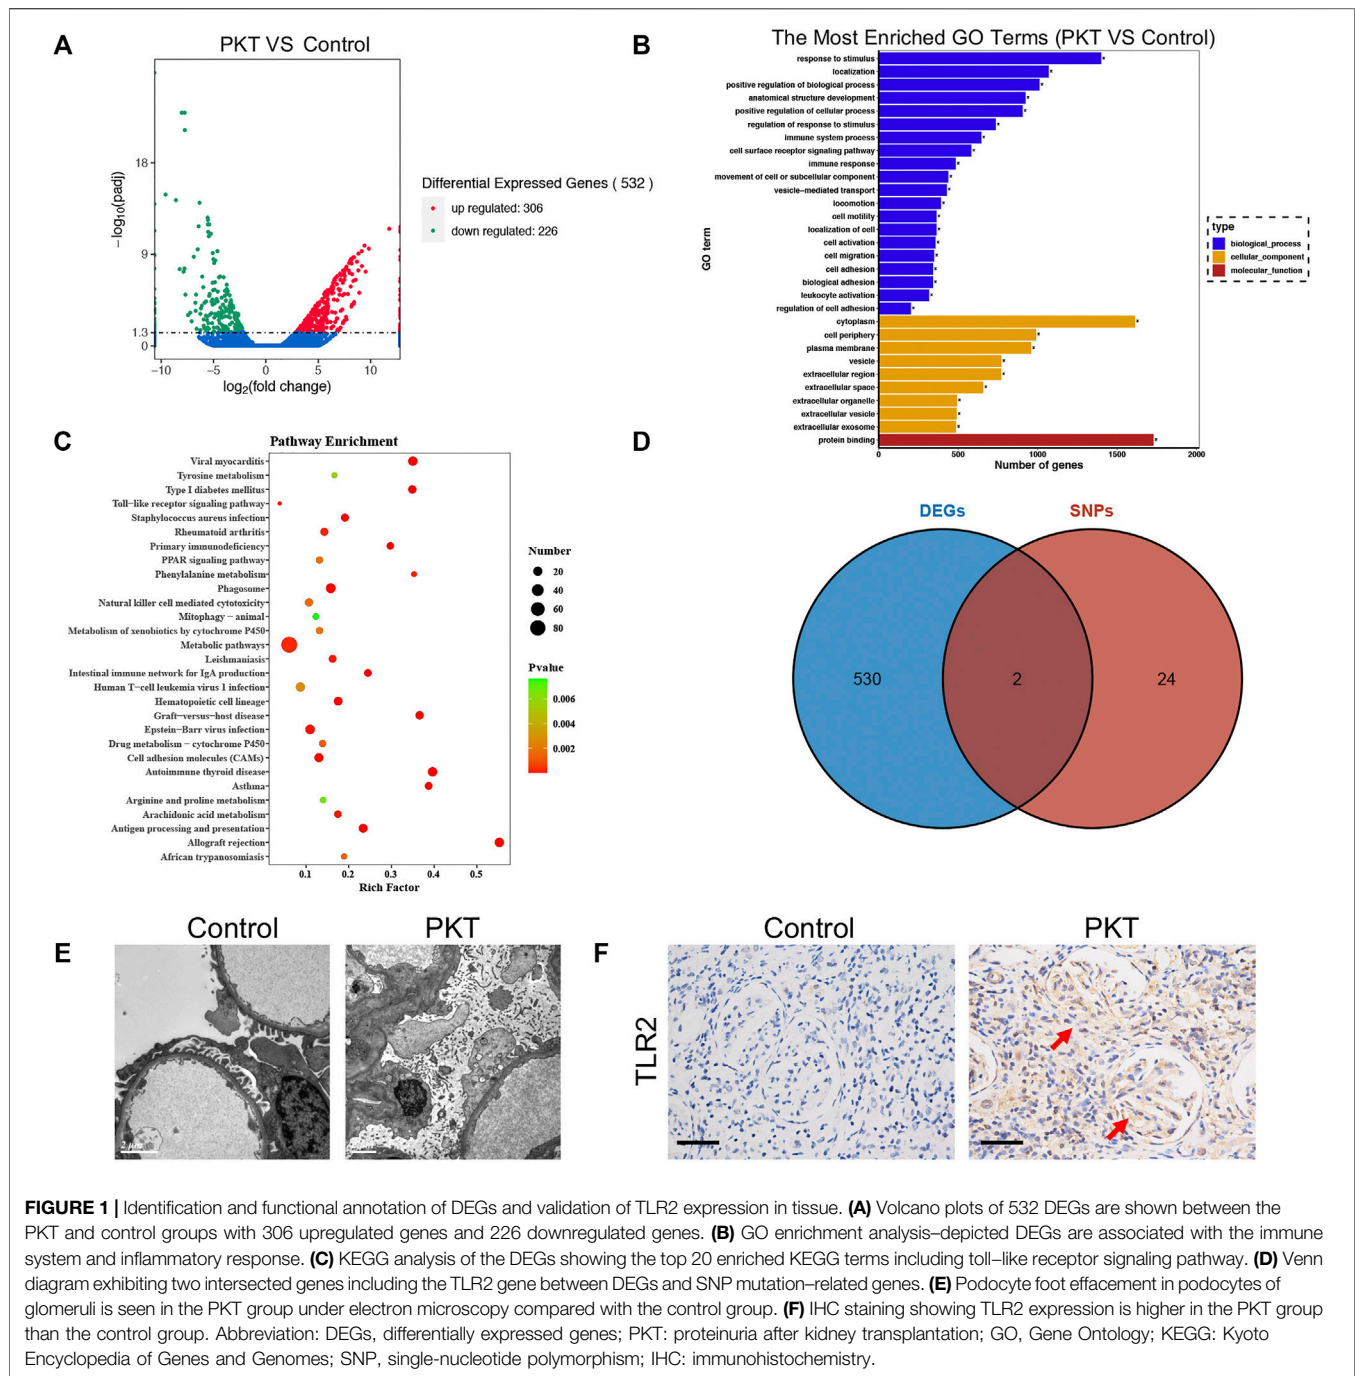 A
PKT VS Control
−log10(padj)
18
9
1.3
0
−10
−5
0
5
10
log2(fold change)
Differential Expressed Genes ( 532 )
up regulated: 306
down regulated: 226
B
The Most Enriched GO Terms (PKT VS Control)
GO term
response to stimulus
localization
positive regulation of biological process
anatomical structure development
positive regulation of cellular process
regulation of response to stimulus
immune system process
cell surface receptor signaling pathway
immune response
movement of cell or subcellular component
vesicle−mediated transport
locomotion
cell motility
localization of cell
cell activation
cell migration
cell adhesion
biological adhesion
leukocyte activation
regulation of cell adhesion
cytoplasm
cell periphery
plasma membrane
vesicle
extracellular region
extracellular space
extracellular organelle
extracellular vesicle
extracellular exosome
protein binding
0
500
1000
1500
2000
Number of genes
type
biological_process
cellular_component
molecular_function
C
Pathway Enrichment
Viral myocarditis
Tyrosine metabolism
Type I diabetes mellitus
Toll−like receptor signaling pathway
Staphylococcus aureus infection
Rheumatoid arthritis
Primary immunodeficiency
PPAR signaling pathway
Phenylalanine metabolism
Phagosome
Natural killer cell mediated cytotoxicity
Mitophagy − animal
Metabolism of xenobiotics by cytochrome P450
Metabolic pathways
Leishmaniasis
Intestinal immune network for IgA production
Human T−cell leukemia virus 1 infection
Hematopoietic cell lineage
Graft−versus−host disease
Epstein−Barr virus infection
Drug metabolism − cytochrome P450
Cell adhesion molecules (CAMs)
Autoimmune thyroid disease
Asthma
Arginine and proline metabolism
Arachidonic acid metabolism
Antigen processing and presentation
Allograft rejection
African trypanosomiasis
0.1
0.2
0.3
0.4
0.5
Rich Factor
Number
20
40
60
80
Pvalue
0.006
0.004
0.002
D
DEGs
SNPs
530
2
24
E
Control
PKT
2 μm
F
Control
PKT
TLR2
FIGURE 1 | Identification and functional annotation of DEGs and validation of TLR2 expression in tissue. (A) Volcano plots of 532 DEGs are shown between the
PKT and control groups with 306 upregulated genes and 226 downregulated genes. (B) GO enrichment analysis–depicted DEGs are associated with the immune
system and inflammatory response. (C) KEGG analysis of the DEGs showing the top 20 enriched KEGG terms including toll–like receptor signaling pathway. (D) Venn
diagram exhibiting two intersected genes including the TLR2 gene between DEGs and SNP mutation–related genes. (E) Podocyte foot effacement in podocytes of
glomeruli is seen in the PKT group under electron microscopy compared with the control group. (F) IHC staining showing TLR2 expression is higher in the PKT group
than the control group. Abbreviation: DEGs, differentially expressed genes; PKT: proteinuria after kidney transplantation; GO, Gene Ontology; KEGG: Kyoto
Encyclopedia of Genes and Genomes; SNP, single-nucleotide polymorphism; IHC: immunohistochemistry.